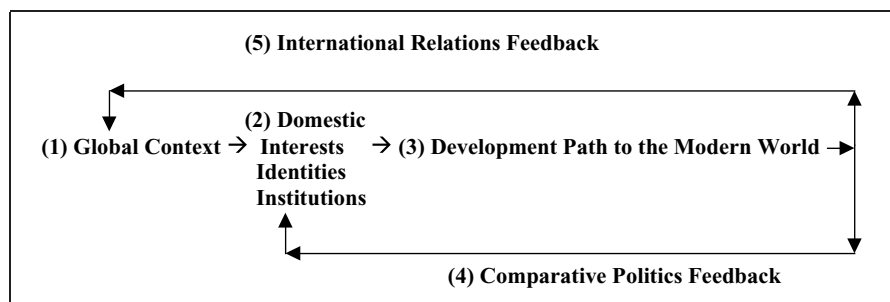 (5) International Relations Feedback
(2) Domestic
(1) Global Context → Interests → (3) Development Path to the Modern World
Identities
Institutions
(4) Comparative Politics Feedback